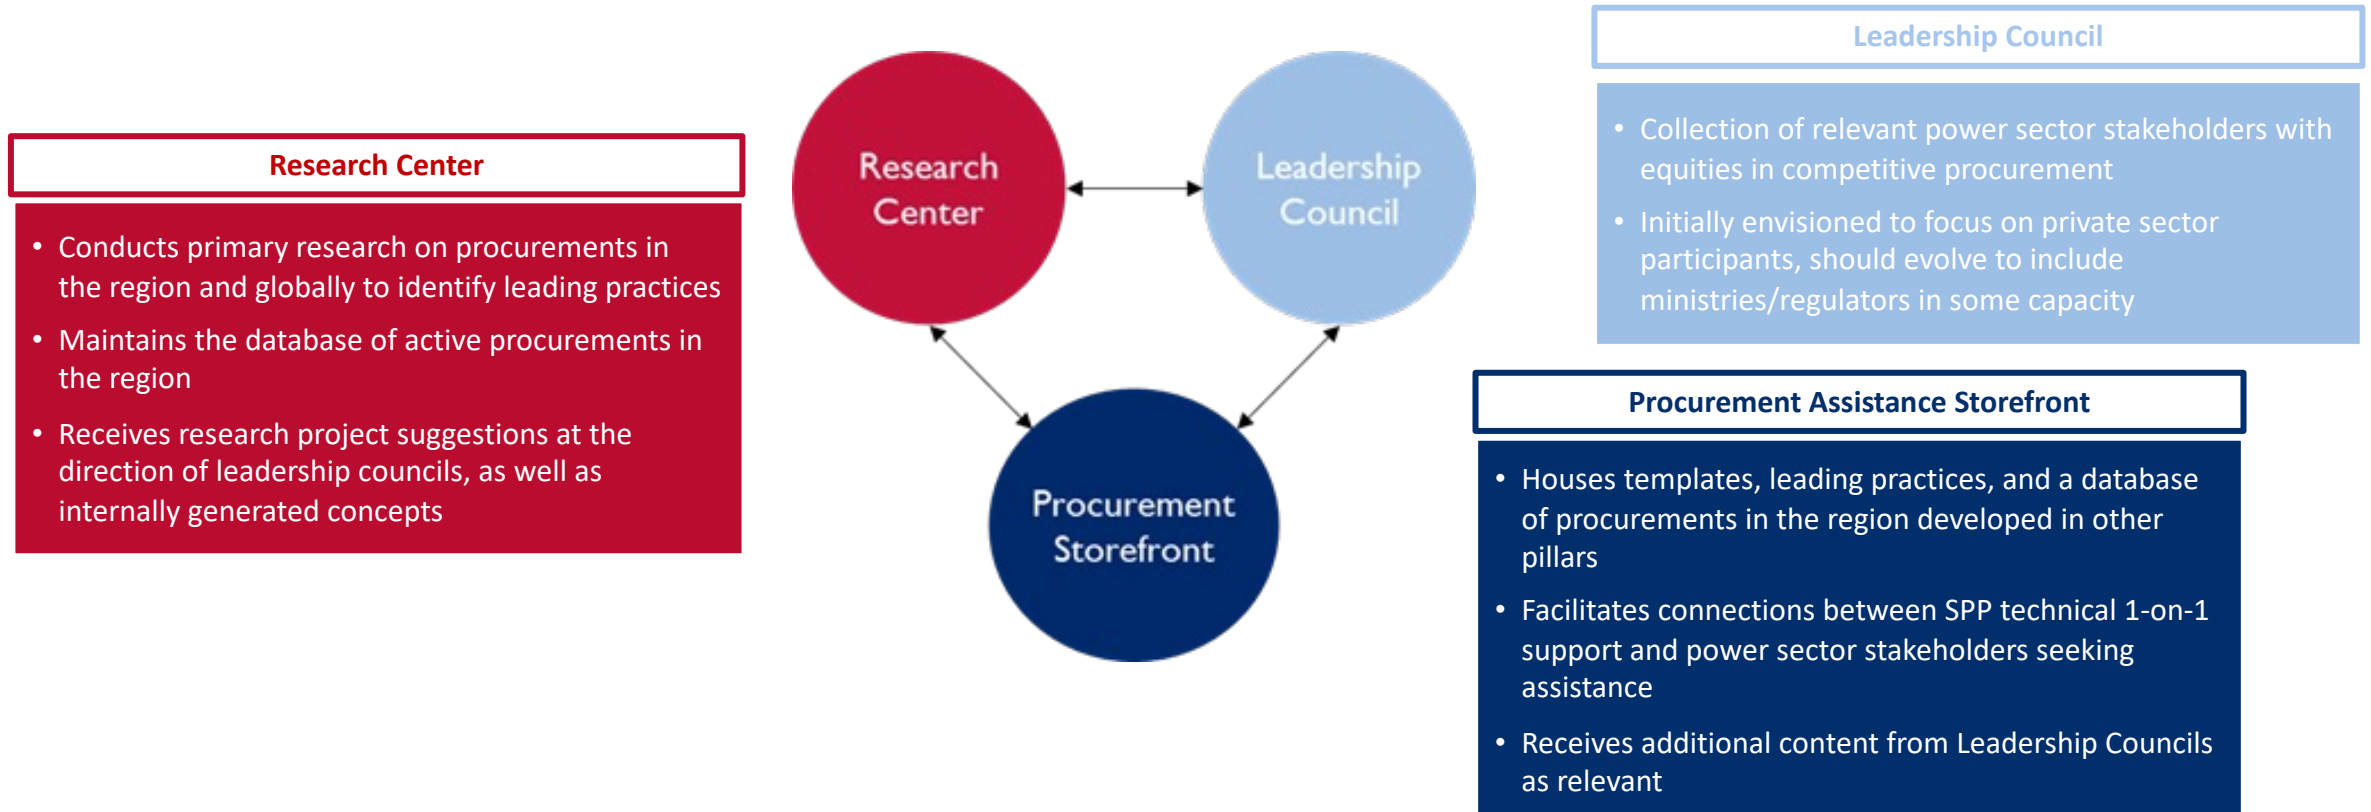 Research Center
• Conducts primary research on procurements in
the region and globally to identify leading practices
• Maintains the database of active procurements in
the region
• Receives research project suggestions at the
direction of leadership councils, as well as
internally generated concepts
Research
Center
Leadership
Council
Procurement
Storefront
Leadership Council
• Collection of relevant power sector stakeholders with
equities in competitive procurement
• Initially envisioned to focus on private sector
participants, should evolve to include
ministries/regulators in some capacity
Procurement Assistance Storefront
• Houses templates, leading practices, and a database
of procurements in the region developed in other
pillars
• Facilitates connections between SPP technical 1-on-1
support and power sector stakeholders seeking
assistance
• Receives additional content from Leadership Councils
as relevant